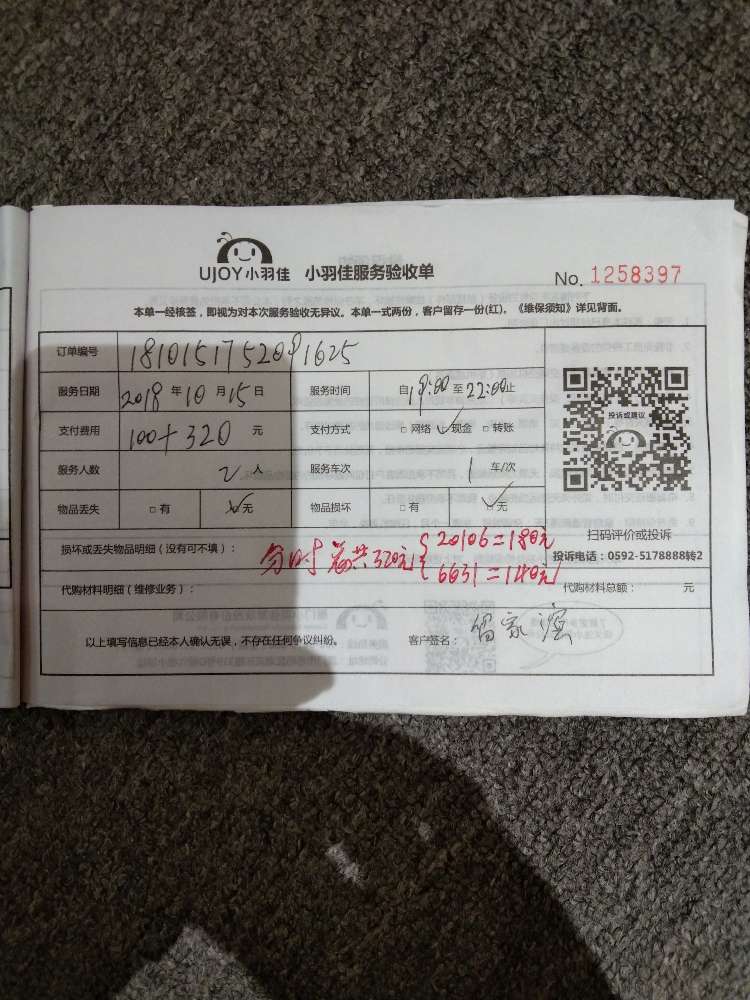 UJOY小羽佳 小羽佳服务验收单 No. 1258397
本单一经核签，即视为对本次服务验收无异议。本单一式两份，客户留存一份(红)，《维保须知》详见背面。
订单编号 181015175209 1625
服务日期 2018 年 10 月 15 日 服务时间 自 18:00 至 22:00 止
支付费用 100+320 元 支付方式 □ 网络 ✓ □ 现金 □ 转账
服务人数 2 人 服务车次 1 车/次
物品丢失 □ 有 ✓ 无 物品损坏 □ 有 ✓ 无
投诉或建议
扫码评价或投诉
投诉电话：0592-5178888转2
损坏或丢失物品明细（没有可不填）：
共320元{ 20106=180元
6631=140元
代购材料明细（维修业务）： 代购材料总额： 元
以上填写信息已经本人确认无误，不存在任何争议纠纷。 客户签名：